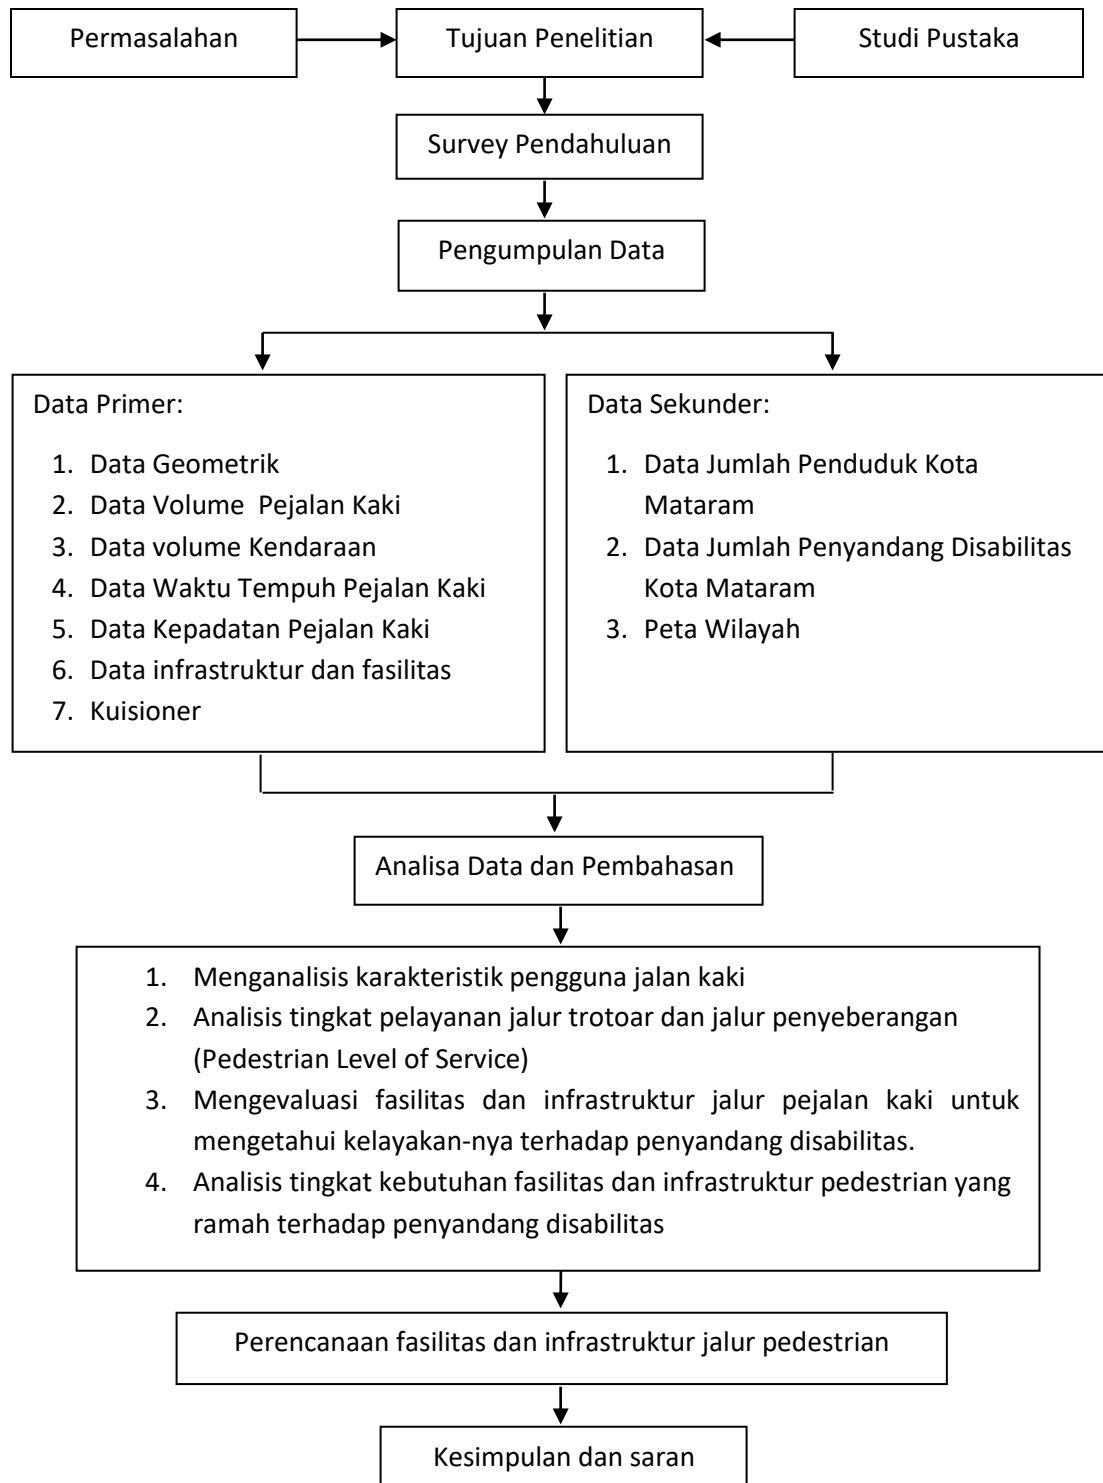 Permasalahan
Tujuan Penelitian
Studi Pustaka
Survey Pendahuluan
Pengumpulan Data
Data Primer:
1. Data Geometrik
2. Data Volume Pejalan Kaki
3. Data volume Kendaraan
4. Data Waktu Tempuh Pejalan Kaki
5. Data Kepadatan Pejalan Kaki
6. Data infrastruktur dan fasilitas
7. Kuisioner
Data Sekunder:
1. Data Jumlah Penduduk Kota
Mataram
2. Data Jumlah Penyandang Disabilitas
Kota Mataram
3. Peta Wilayah
Analisa Data dan Pembahasan
1. Menganalisis karakteristik pengguna jalan kaki
2. Analisis tingkat pelayanan jalur trotoar dan jalur penyeberangan
(Pedestrian Level of Service)
3. Mengevaluasi fasilitas dan infrastruktur jalur pejalan kaki untuk
mengetahui kelayakan-nya terhadap penyandang disabilitas.
4. Analisis tingkat kebutuhan fasilitas dan infrastruktur pedestrian yang
ramah terhadap penyandang disabilitas
Perencanaan fasilitas dan infrastruktur jalur pedestrian
Kesimpulan dan saran